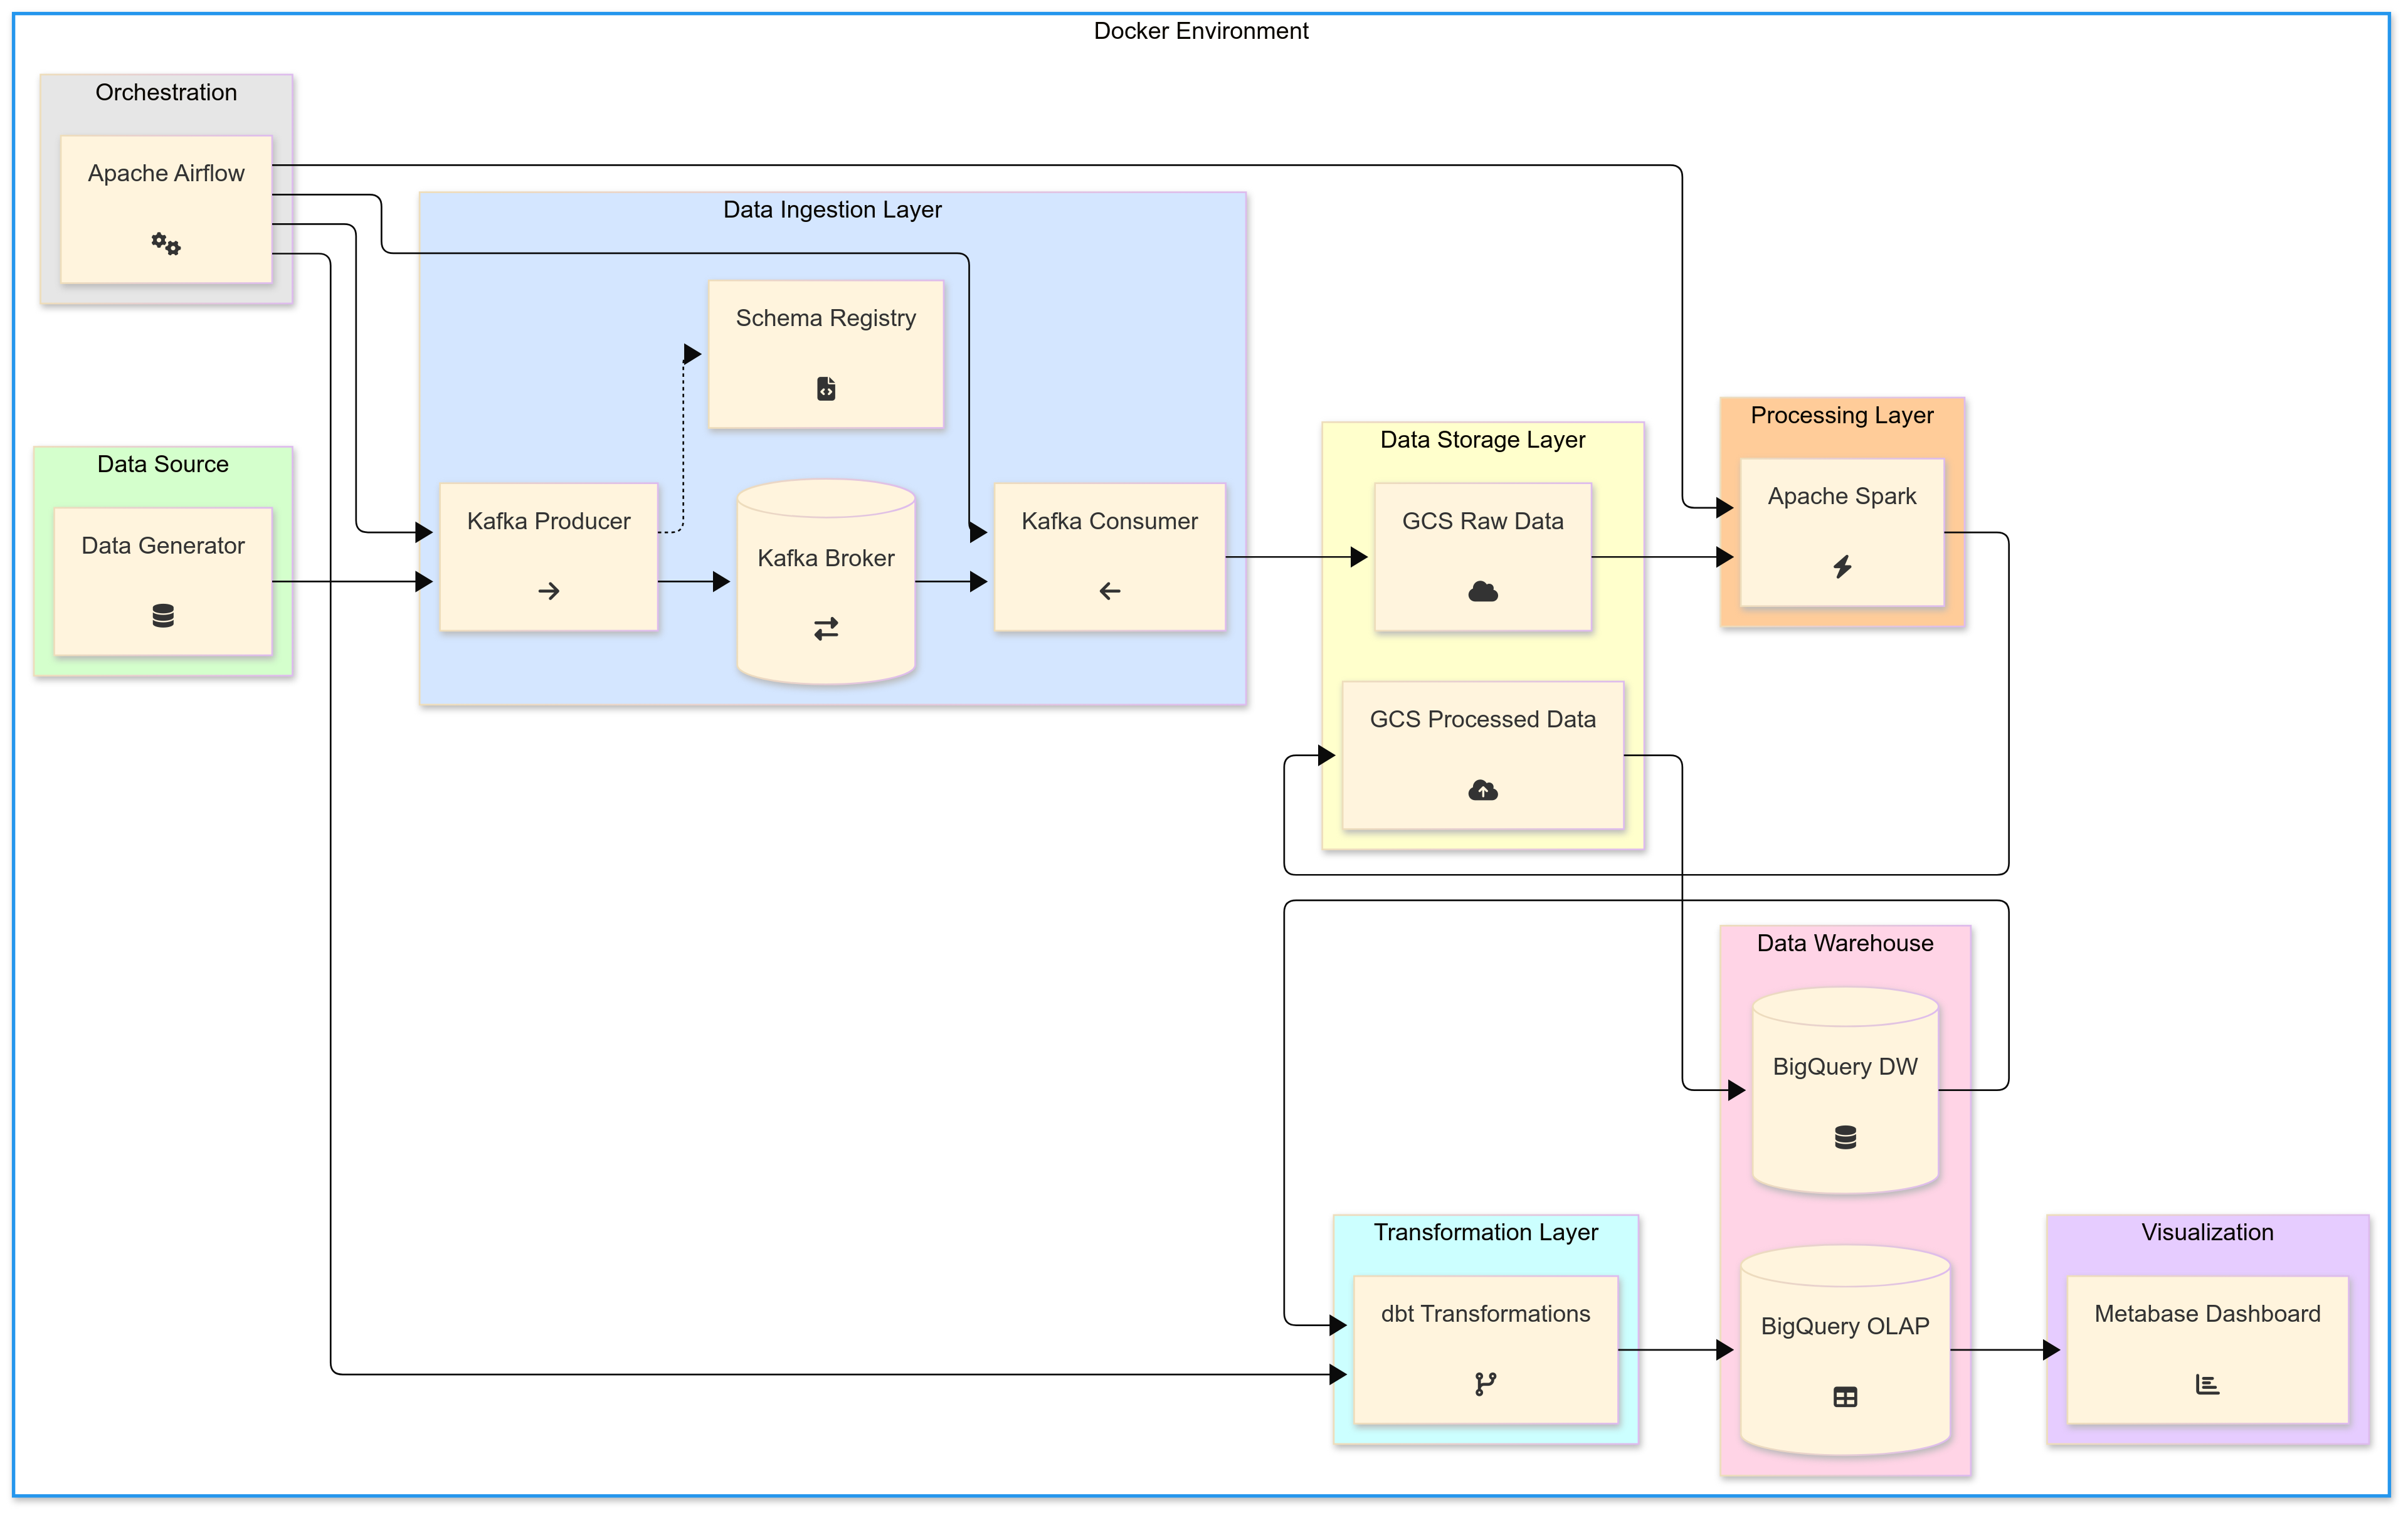 Docker Environment
Orchestration
Apache Airflow
Data Ingestion Layer
Schema Registry
Data Source
Data Generator
Kafka Producer
Kafka Broker
Kafka Consumer
Data Storage Layer
GCS Raw Data
GCS Processed Data
Processing Layer
Apache Spark
Data Warehouse
BigQuery DW
BigQuery OLAP
Transformation Layer
dbt Transformations
Visualization
Metabase Dashboard